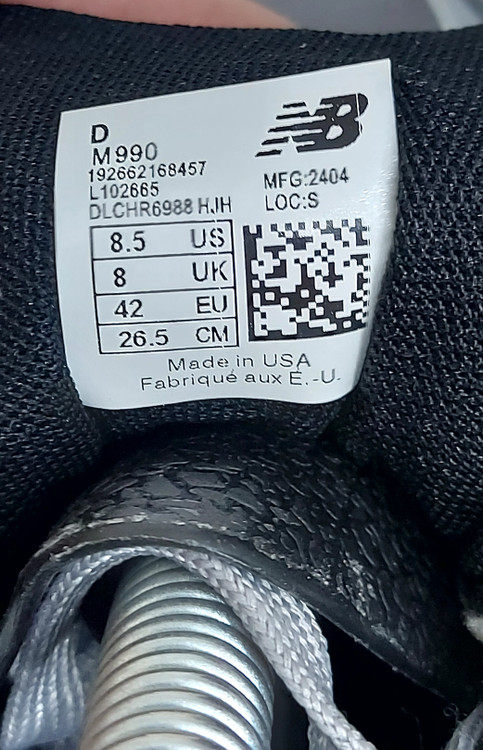 D
M990
192662168457
L102665
DLCHR6988 HJH
NB
MFG:2404
LOC:S
8.5 US
8 UK
42 EU
26.5 CM
Made in USA
Fabriqué aux É.-U.